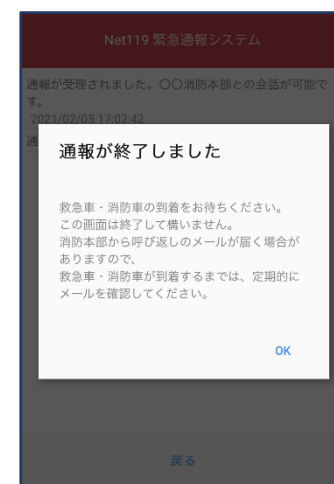 Net119 緊急通報システム
通報が受理されました。〇〇消防本部との会話が可能で
す。
2021/02/05 17:02:42
通
通報が終了しました
救急車・消防車の到着をお待ちください。
この画面は終了して構いません。
消防本部から呼び返しのメールが届く場合が
ありますので、
救急車・消防車が到着するまでは、定期的に
メールを確認してください。
OK
戻る